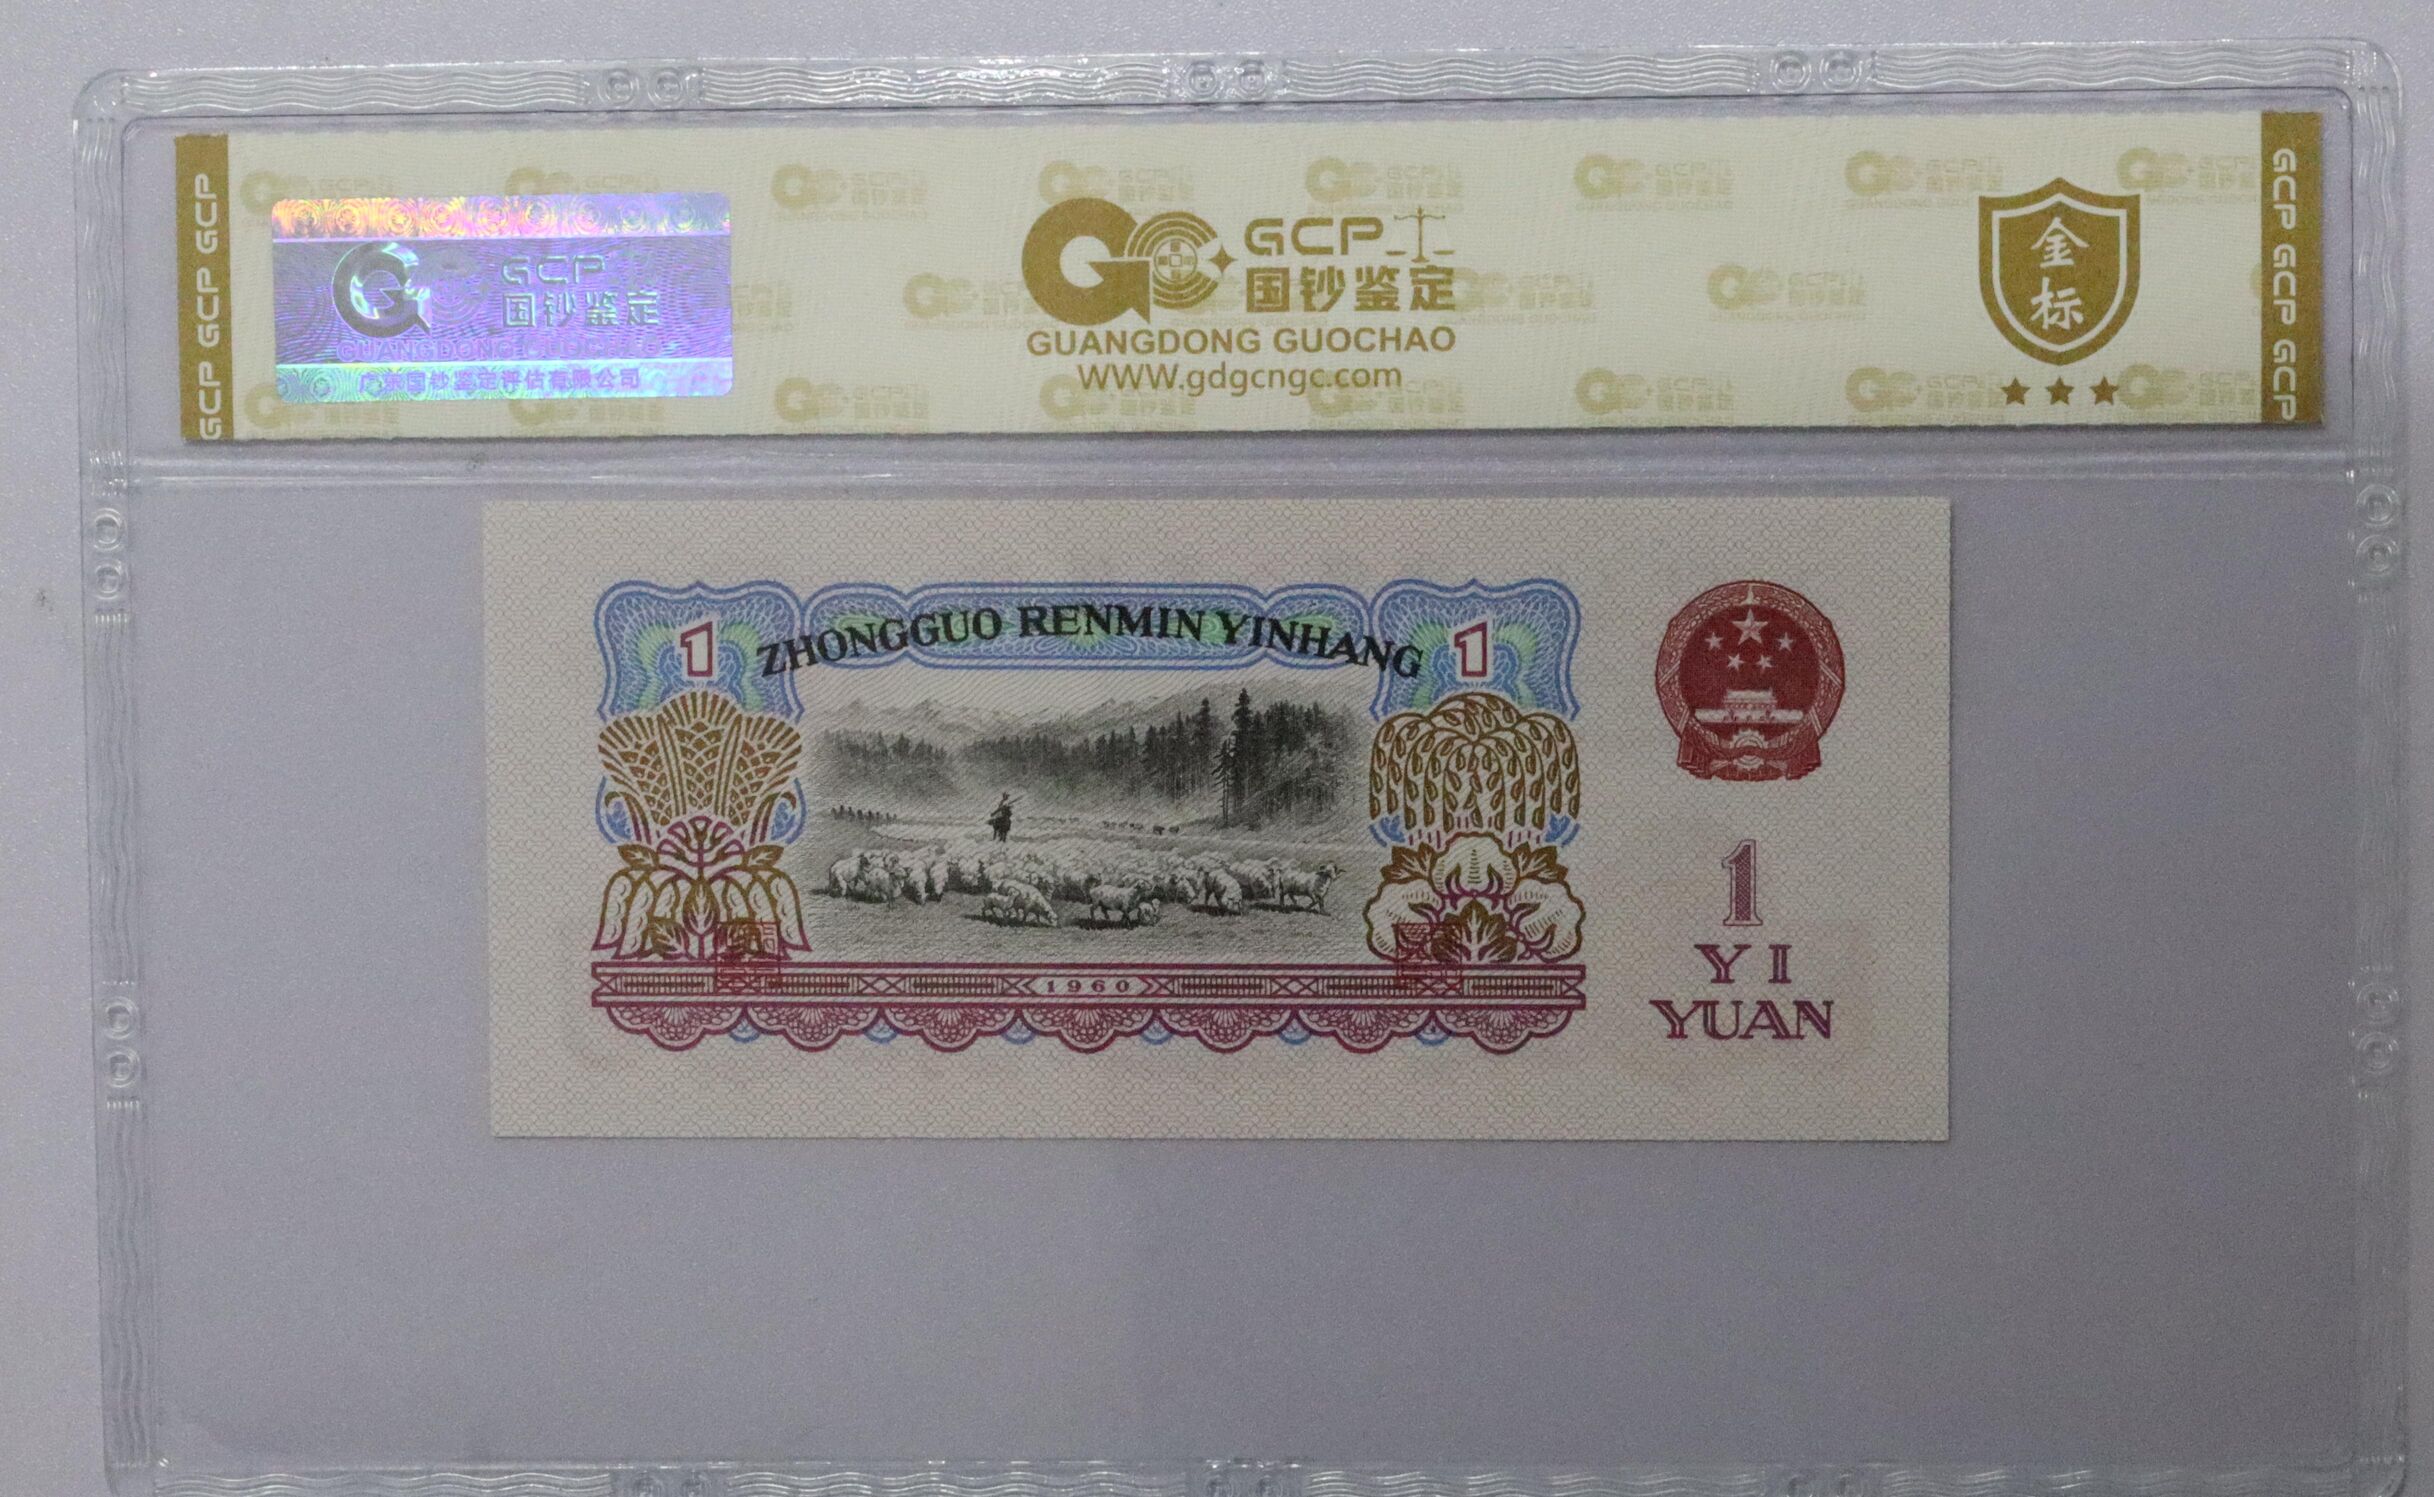 GCP GCP GCP
GCP
国钞鉴定
GUANGDONG GUOCHAO
广东国钞鉴定评估有限公司
GCP
国钞鉴定
GUANGDONG GUOCHAO
WWW.gdgcngc.com
金
标
GCP GCP GCP
1
ZHONGGUO RENMIN YINHANG
1
1960
1
YI
YUAN